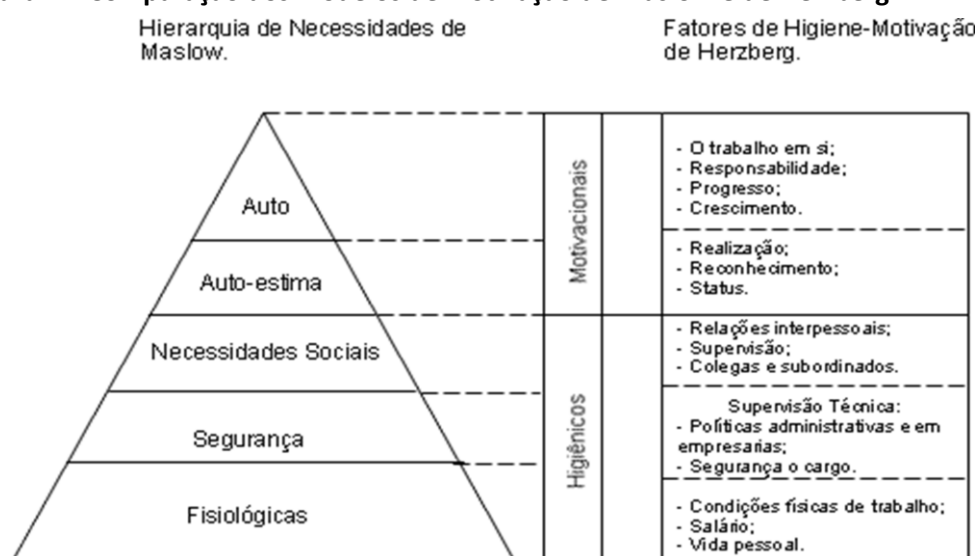 Hierarquia de Necessidades de
Maslow.
Fatores de Higiene-Motivação
de Herzberg.
Auto
Auto-estima
Necessidades Sociais
Segurança
Fisiológicas
Motivacionais
Higiênicos
- O trabalho em si;
- Responsabilidade;
- Progresso;
- Crescimento.
- Realização;
- Reconhecimento;
- Status.
- Relações interpessoais;
- Supervisão;
- Colegas e subordinados.
Supervisão Técnica:
- Políticas administrativas e em
empresarias;
- Segurança o cargo.
- Condições físicas de trabalho;
- Salário;
- Vida pessoal.